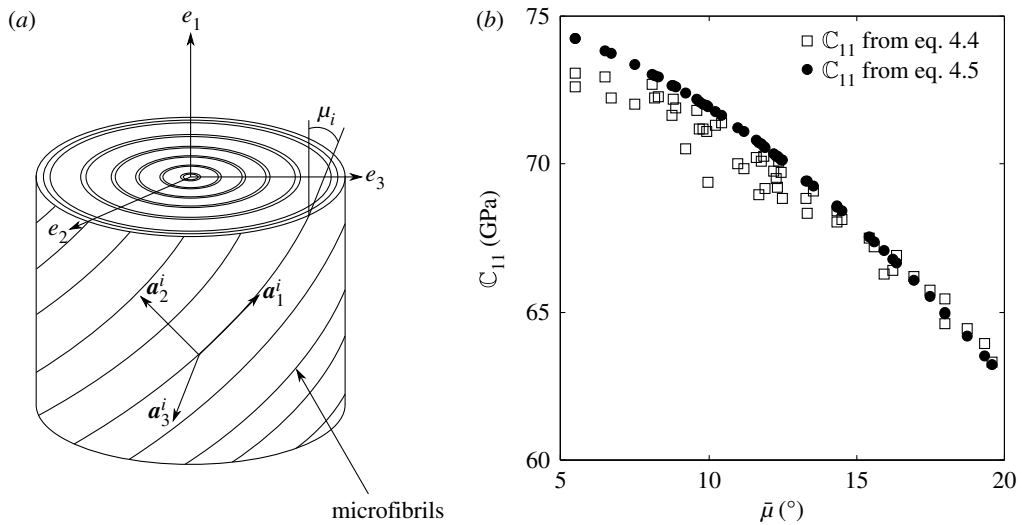 (a)
e₁
μᵢ
e₃
e₂
a₂ⁱ
a₁ⁱ
a₃ⁱ
microfibrils
(b)
75
□ ℂ₁₁ from eq. 4.4
● ℂ₁₁ from eq. 4.5
70
ℂ₁₁ (GPa)
65
60
5 10 15 20
μ̄ (°)